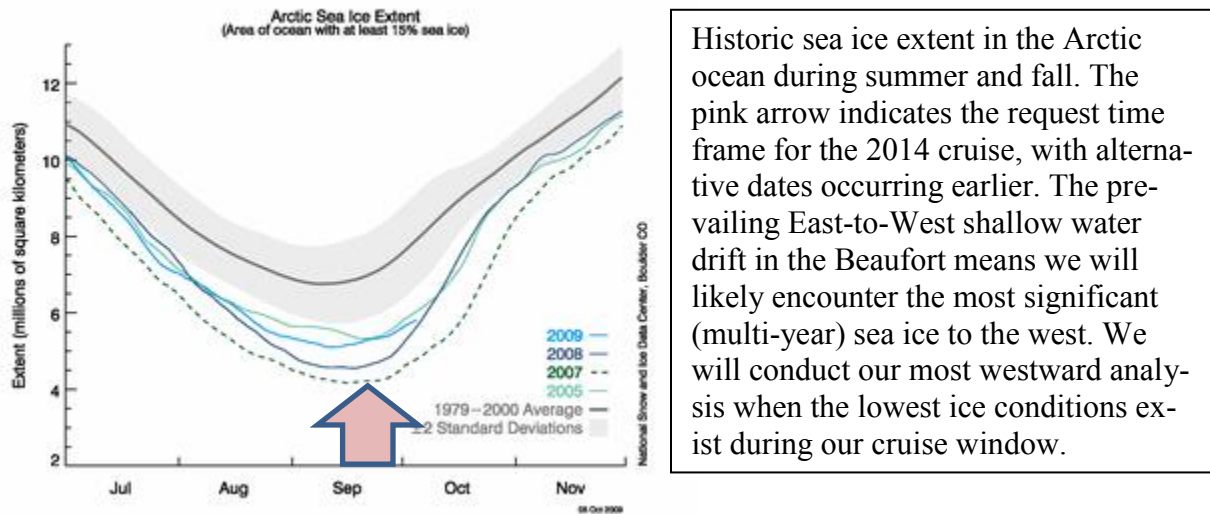 Arctic Sea Ice Extent
(Area of ocean with at least 15% sea ice)
Extent (millions of square kilometers)
12
10
8
6
4
2
2009
2008
2007
2005
1979–2000 Average
±2 Standard Deviations
Jul
Aug
Sep
Oct
Nov
National Snow and Ice Data Center, Boulder CO
05 Oct 2009
Historic sea ice extent in the Arctic
ocean during summer and fall. The
pink arrow indicates the request time
frame for the 2014 cruise, with alterna-
tive dates occurring earlier. The pre-
vailing East-to-West shallow water
drift in the Beaufort means we will
likely encounter the most significant
(multi-year) sea ice to the west. We
will conduct our most westward analy-
sis when the lowest ice conditions ex-
ist during our cruise window.